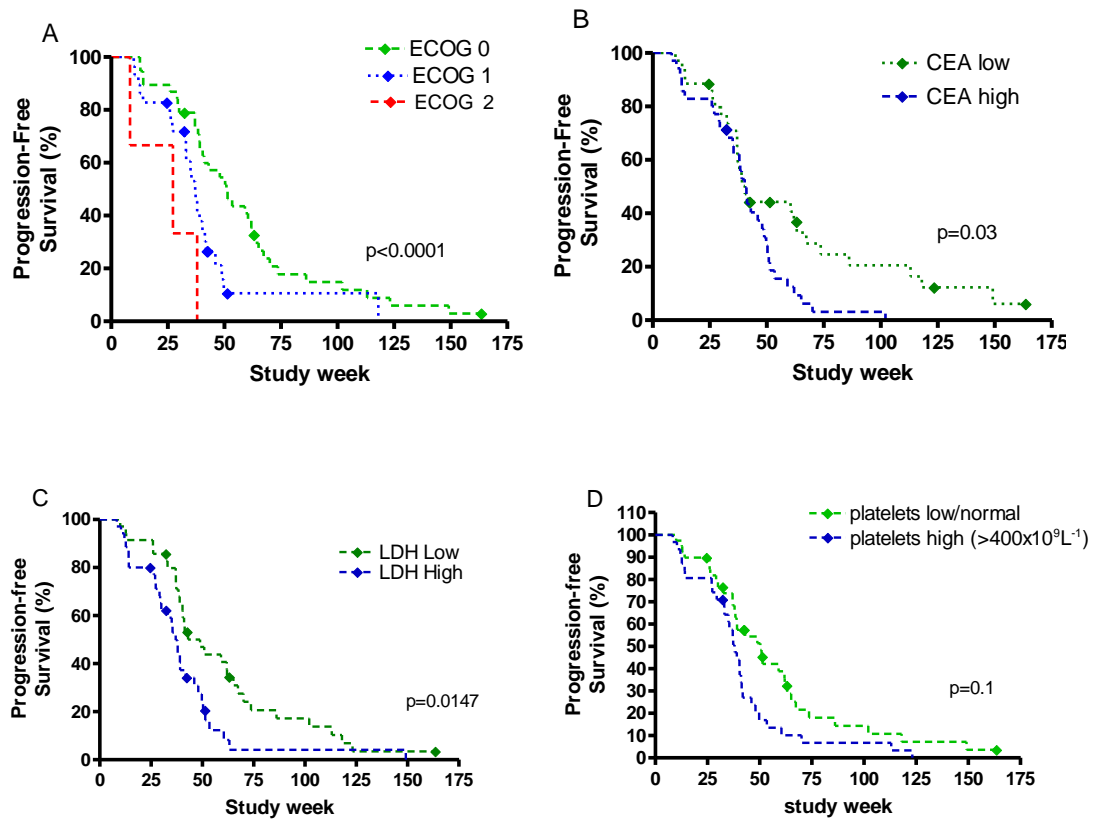 A
ECOG 0
ECOG 1
ECOG 2
100
80
60
40
20
0
Progression-Free
Survival (%)
p<0.0001
0 25 50 75 100 125 150 175
Study week
B
CEA low
CEA high
100
80
60
40
20
0
Progression-Free
Survival (%)
p=0.03
0 25 50 75 100 125 150 175
Study week
C
LDH Low
LDH High
100
80
60
40
20
0
Progression-free
Survival (%)
p=0.0147
0 25 50 75 100 125 150 175
Study week
D
platelets low/normal
platelets high (>400x10⁹L⁻¹)
110
100
90
80
70
60
50
40
30
20
10
0
Progression-free
Survival (%)
p=0.1
0 25 50 75 100 125 150 175
study week